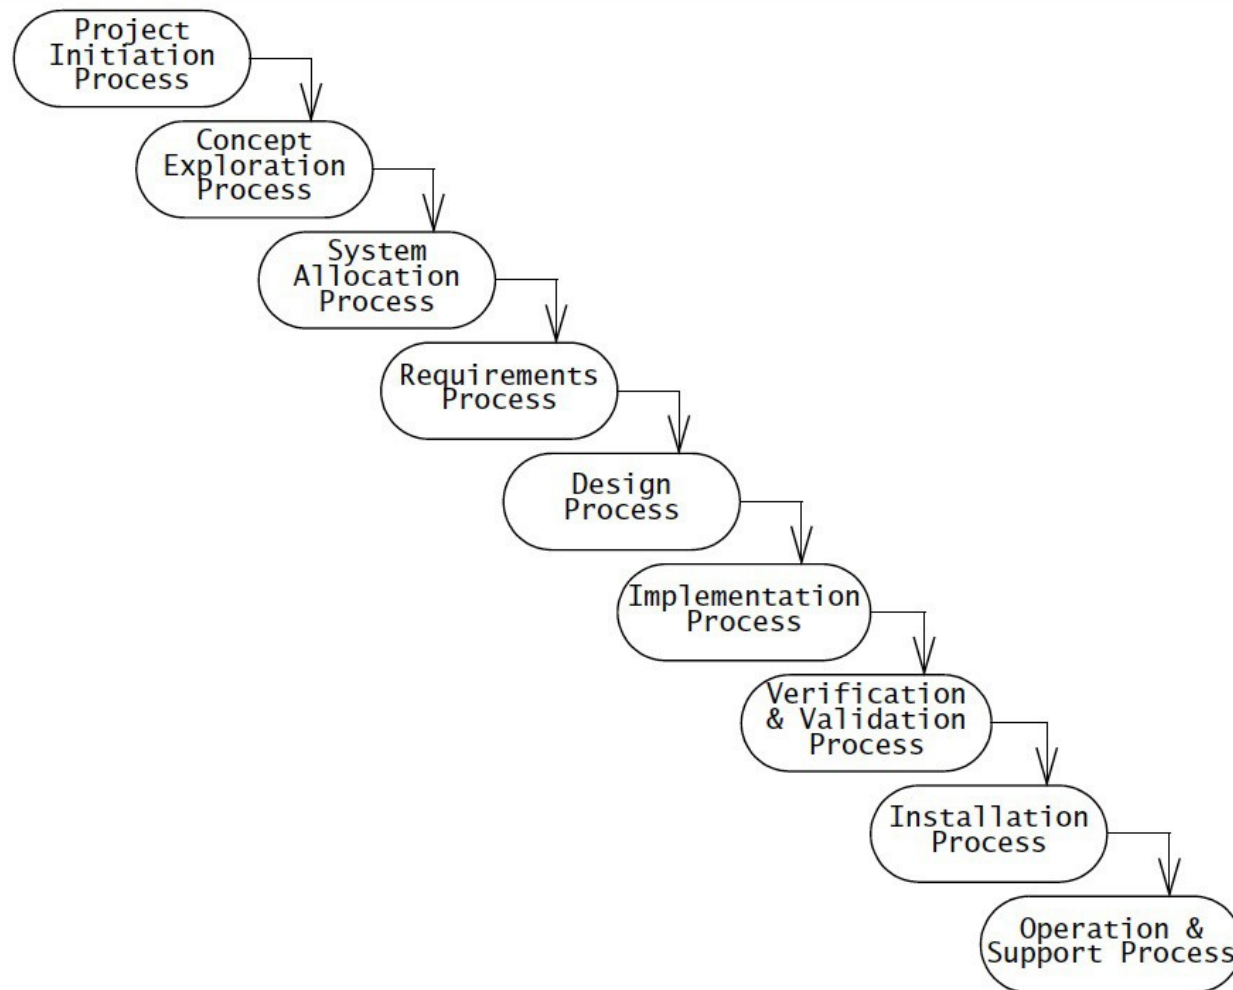 Project
Initiation
Process
Concept
Exploration
Process
System
Allocation
Process
Requirements
Process
Design
Process
Implementation
Process
Verification
& Validation
Process
Installation
Process
Operation &
Support Process